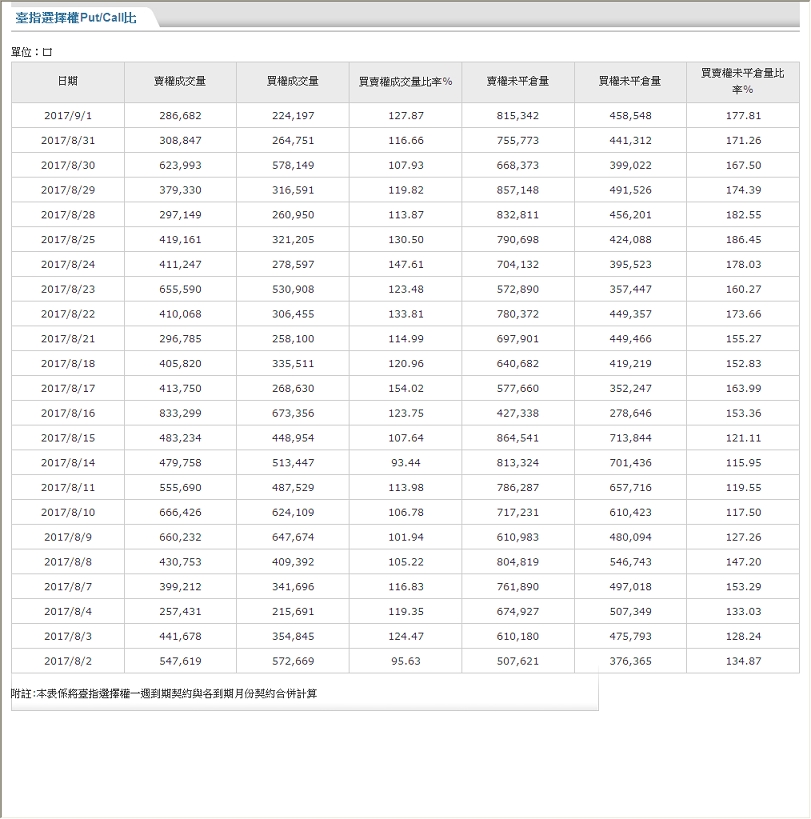 臺指選擇權Put/Call比
單位：口
日期 賣權成交量 買權成交量 買賣權成交量比率% 賣權未平倉量 買權未平倉量 買賣權未平倉量比
率%
2017/9/1 286,682 224,197 127.87 815,342 458,548 177.81
2017/8/31 308,847 264,751 116.66 755,773 441,312 171.26
2017/8/30 623,993 578,149 107.93 668,373 399,022 167.50
2017/8/29 379,330 316,591 119.82 857,148 491,526 174.39
2017/8/28 297,149 260,950 113.87 832,811 456,201 182.55
2017/8/25 419,161 321,205 130.50 790,698 424,088 186.45
2017/8/24 411,247 278,597 147.61 704,132 395,523 178.03
2017/8/23 655,590 530,908 123.48 572,890 357,447 160.27
2017/8/22 410,068 306,455 133.81 780,372 449,357 173.66
2017/8/21 296,785 258,100 114.99 697,901 449,466 155.27
2017/8/18 405,820 335,511 120.96 640,682 419,219 152.83
2017/8/17 413,750 268,630 154.02 577,660 352,247 163.99
2017/8/16 833,299 673,356 123.75 427,338 278,646 153.36
2017/8/15 483,234 448,954 107.64 864,541 713,844 121.11
2017/8/14 479,758 513,447 93.44 813,324 701,436 115.95
2017/8/11 555,690 487,529 113.98 786,287 657,716 119.55
2017/8/10 666,426 624,109 106.78 717,231 610,423 117.50
2017/8/9 660,232 647,674 101.94 610,983 480,094 127.26
2017/8/8 430,753 409,392 105.22 804,819 546,743 147.20
2017/8/7 399,212 341,696 116.83 761,890 497,018 153.29
2017/8/4 257,431 215,691 119.35 674,927 507,349 133.03
2017/8/3 441,678 354,845 124.47 610,180 475,793 128.24
2017/8/2 547,619 572,669 95.63 507,621 376,365 134.87
附註:本表係將臺指選擇權一週到期契約與各到期月份契約合併計算